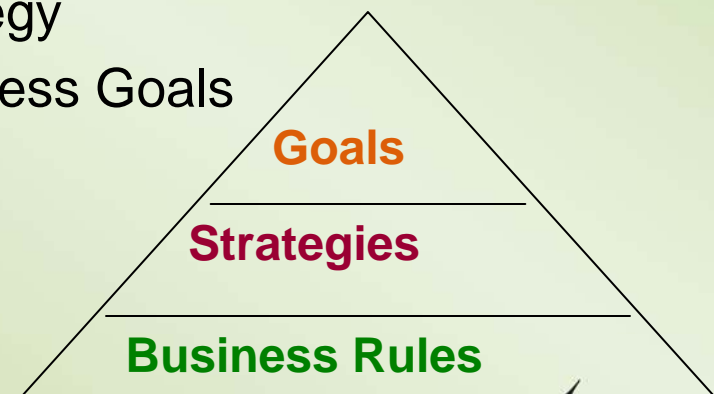 egy
ess Goals
Goals
Strategies
Business Rules